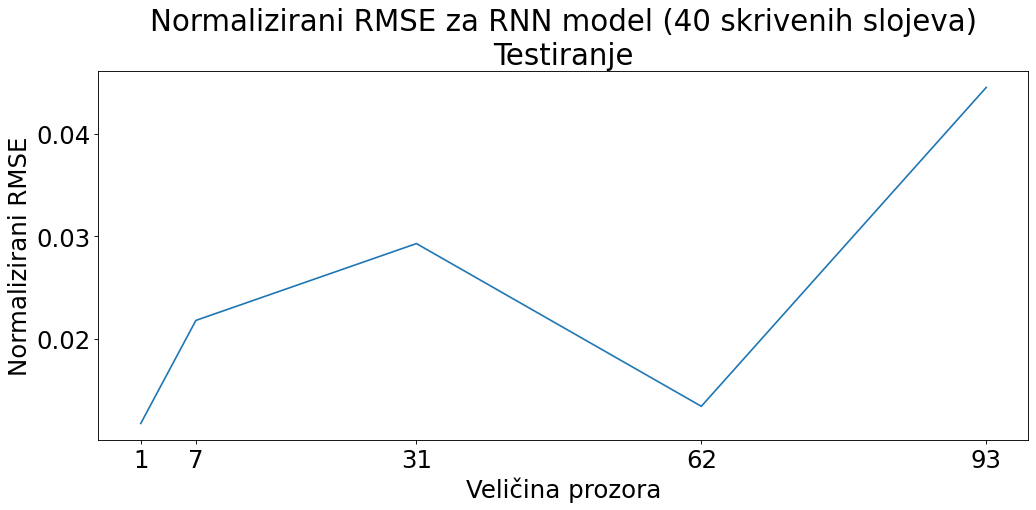 Normalizirani RMSE za RNN model (40 skrivenih slojeva)
Testiranje
Normalizirani RMSE
0.04
0.03
0.02
1 7 31 62 93
Veličina prozora